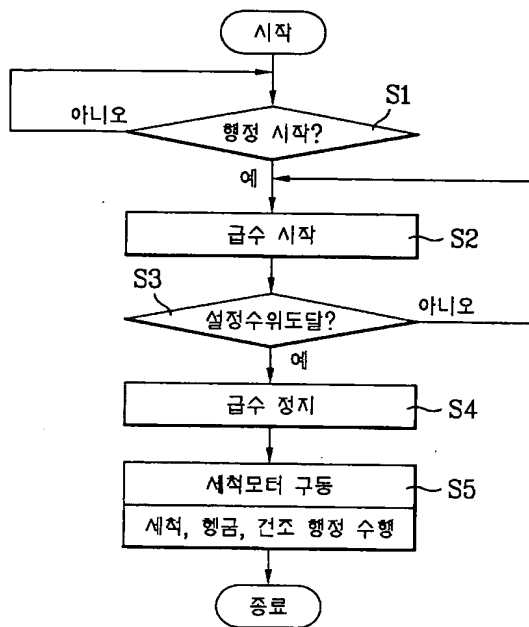 시작
아니오
S1
행정 시작?
예
급수 시작
S2
S3
설정수위도달?
아니오
예
급수 정지
S4
세척모터 구동
S5
세척, 헹굼, 건조 행정 수행
종료